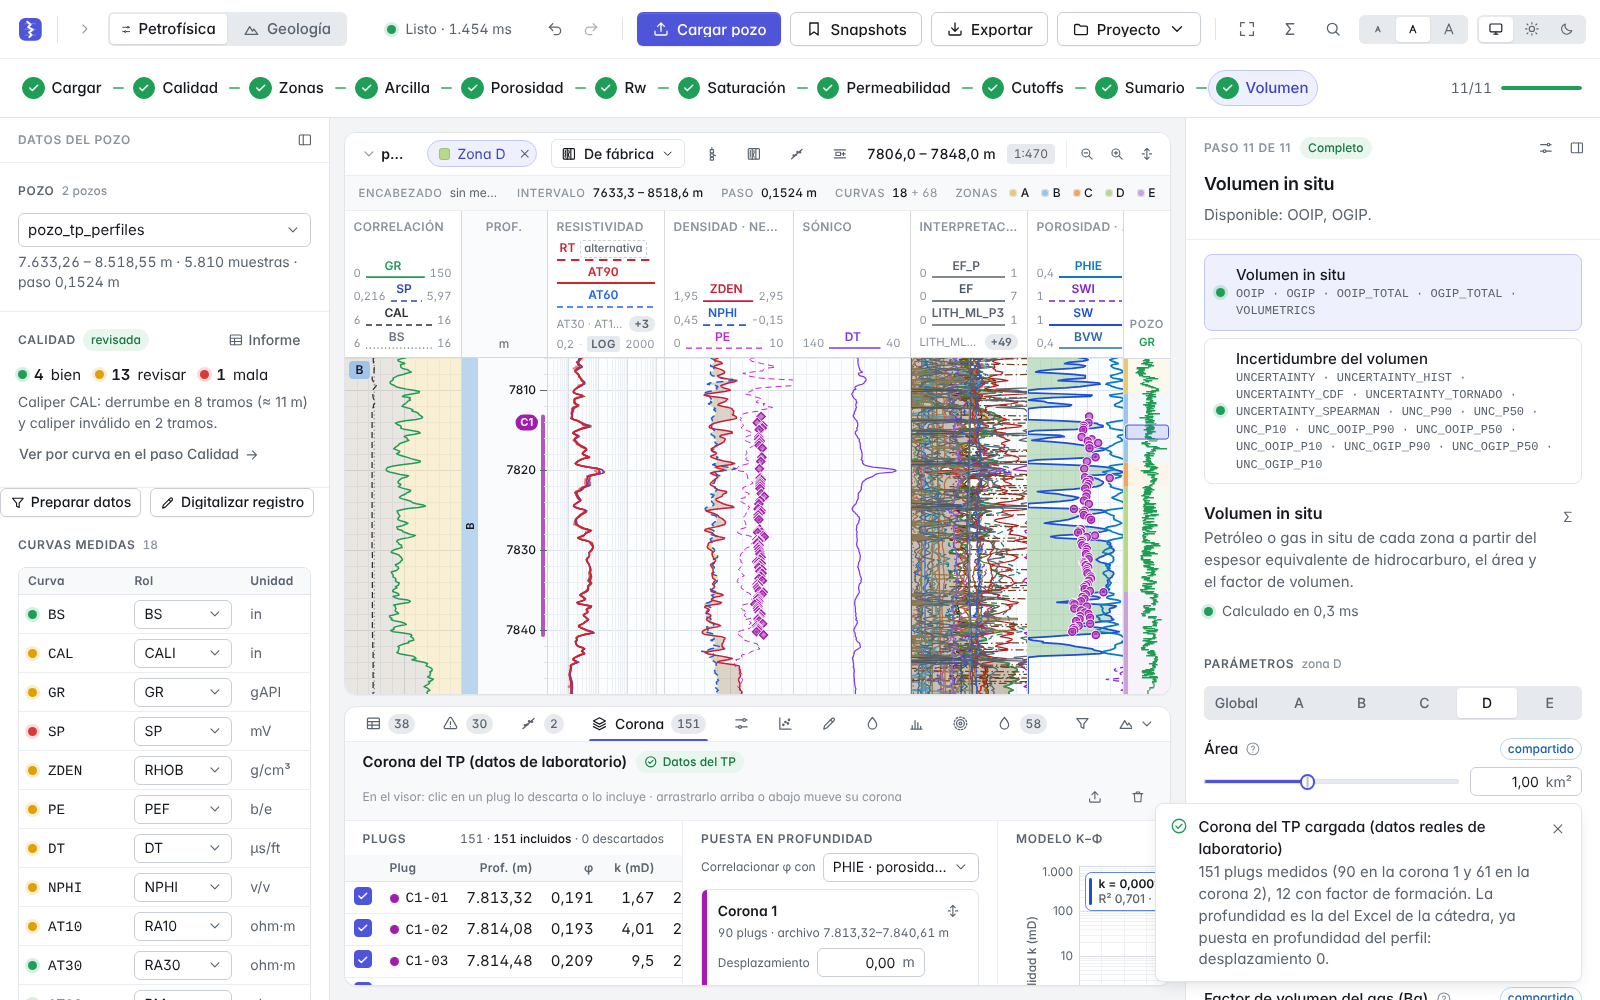 Petrofísica
Geología
Listo · 1.454 ms
Cargar pozo
Snapshots
Exportar
Proyecto
Σ
A
A
A
Cargar
Calidad
Zonas
Arcilla
Porosidad
Rw
Saturación
Permeabilidad
Cutoffs
Sumario
Volumen
11/11
DATOS DEL POZO
POZO 2 pozos
pozo_tp_perfiles
7.633,26 – 8.518,55 m · 5.810 muestras ·
paso 0,1524 m
CALIDAD revisada
Informe
4 bien 13 revisar 1 mala
Caliper CAL: derrumbe en 8 tramos (≈ 11 m)
y caliper inválido en 2 tramos.
Ver por curva en el paso Calidad →
Preparar datos
Digitalizar registro
CURVAS MEDIDAS 18
Curva Rol Unidad
BS BS in
CAL CALI in
GR GR gAPI
SP SP mV
ZDEN RHOB g/cm³
PE PEF b/e
DT DT µs/ft
NPHI NPHI v/v
AT10 RA10 ohm·m
AT30 RA30 ohm·m
p...
Zona D
De fábrica
7806,0 – 7848,0 m
1:470
ENCABEZADO sin me...
INTERVALO 7633,3 – 8518,6 m
PASO 0,1524 m
CURVAS 18 + 68
ZONAS A B C D E
CORRELACIÓN
0 GR 150
0,216 SP 5,97
6 CAL 16
6 BS 16
PROF.
m
RESISTIVIDAD
RT alternativa
AT90
AT60
AT30 · AT1... +3
0,2 · LOG 2000
DENSIDAD · NE...
1,95 ZDEN 2,95
0,45 NPHI -0,15
0 PE 10
SÓNICO
140 DT 40
INTERPRETAC...
0 EF_P 1
0 EF 7
0 LITH_ML_P3 1
LITH_ML... +49
POROSIDAD ·
0,4 PHIE
1 SWI
1 SW
0,4 BVW
POZO
GR
B
B
C1
7810
7820
7830
7840
38
30
2
Corona 151
58
Corona del TP (datos de laboratorio)
Datos del TP
En el visor: clic en un plug lo descarta o lo incluye · arrastrarlo arriba o abajo mueve su corona
PLUGS 151 · 151 incluidos · 0 descartados
Plug Prof. (m) φ k (mD)
C1-01 7.813,32 0,191 1,67 2
C1-02 7.814,08 0,193 4,01 2
C1-03 7.814,48 0,209 9,5 2
PUESTA EN PROFUNDIDAD
Correlacionar φ con
PHIE · porosida...
Corona 1
90 plugs · archivo 7.813,32–7.840,61 m
Desplazamiento 0,00 m
MODELO K–Φ
1.000
100
10
k = 0,000
R² 0,701 ·
lidad k (mD)
PASO 11 DE 11 Completo
Volumen in situ
Disponible: OOIP, OGIP.
Volumen in situ
OOIP · OGIP · OOIP_TOTAL · OGIP_TOTAL ·
VOLUMETRICS
Incertidumbre del volumen
UNCERTAINTY · UNCERTAINTY_HIST ·
UNCERTAINTY_CDF · UNCERTAINTY_TORNADO ·
UNCERTAINTY_SPEARMAN · UNC_P90 · UNC_P50 ·
UNC_P10 · UNC_OOIP_P90 · UNC_OOIP_P50 ·
UNC_OOIP_P10 · UNC_OGIP_P90 · UNC_OGIP_P50 ·
UNC_OGIP_P10
Volumen in situ
Σ
Petróleo o gas in situ de cada zona a partir del
espesor equivalente de hidrocarburo, el área y
el factor de volumen.
Calculado en 0,3 ms
PARÁMETROS zona D
Global A B C D E
Área
compartido
1,00 km²
Corona del TP cargada (datos reales de
laboratorio)
151 plugs medidos (90 en la corona 1 y 61 en la
corona 2), 12 con factor de formación. La
profundidad es la del Excel de la cátedra, ya
puesta en profundidad del perfil:
desplazamiento 0.
Factor de volumen del gas (Bg)
compartido